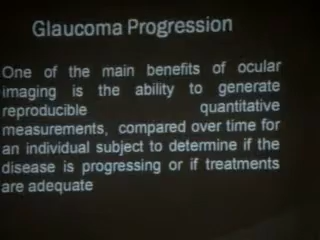 Glaucoma Progression
One of the main benefits of ocular
imaging is the ability to generate
reproducible quantitative
measurements, compared over time for
an individual subject to determine if the
disease is progressing or if treatments
are adequate